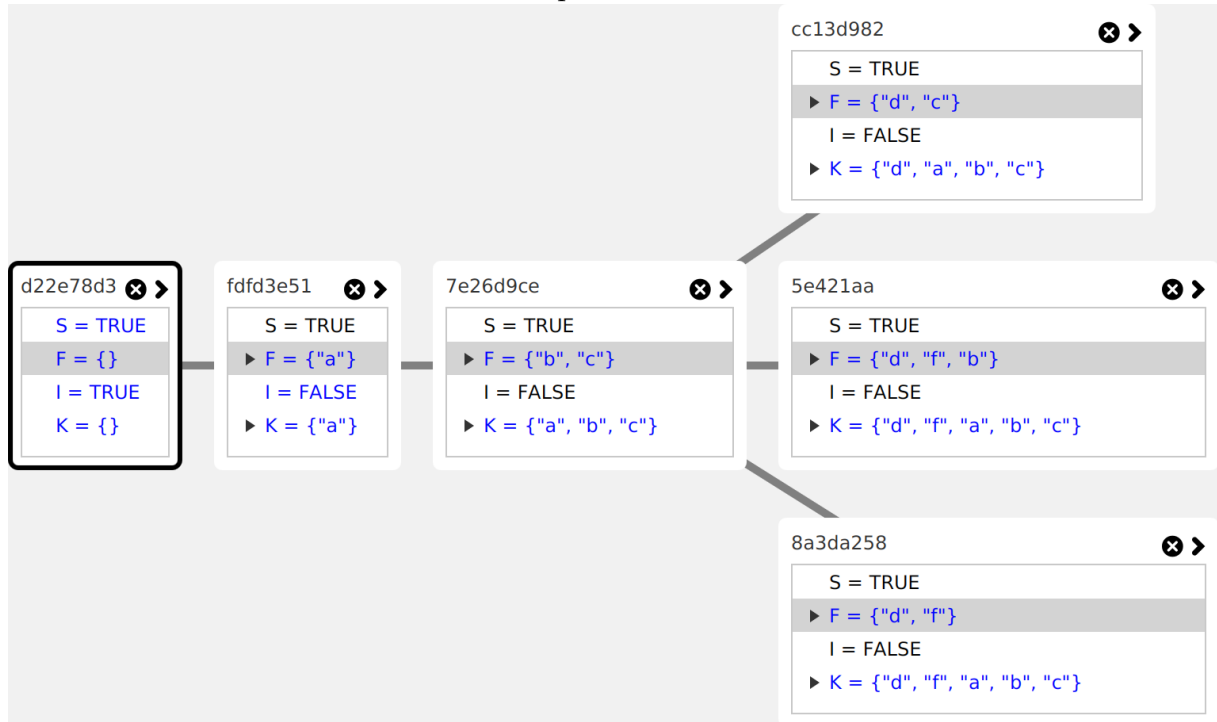 cc13d982
S = TRUE
F = {"d", "c"}
I = FALSE
K = {"d", "a", "b", "c"}
d22e78d3
S = TRUE
F = {}
I = TRUE
K = {}
fdfd3e51
S = TRUE
F = {"a"}
I = FALSE
K = {"a"}
7e26d9ce
S = TRUE
F = {"b", "c"}
I = FALSE
K = {"a", "b", "c"}
5e421aa
S = TRUE
F = {"d", "f", "b"}
I = FALSE
K = {"d", "f", "a", "b", "c"}
8a3da258
S = TRUE
F = {"d", "f"}
I = FALSE
K = {"d", "f", "a", "b", "c"}